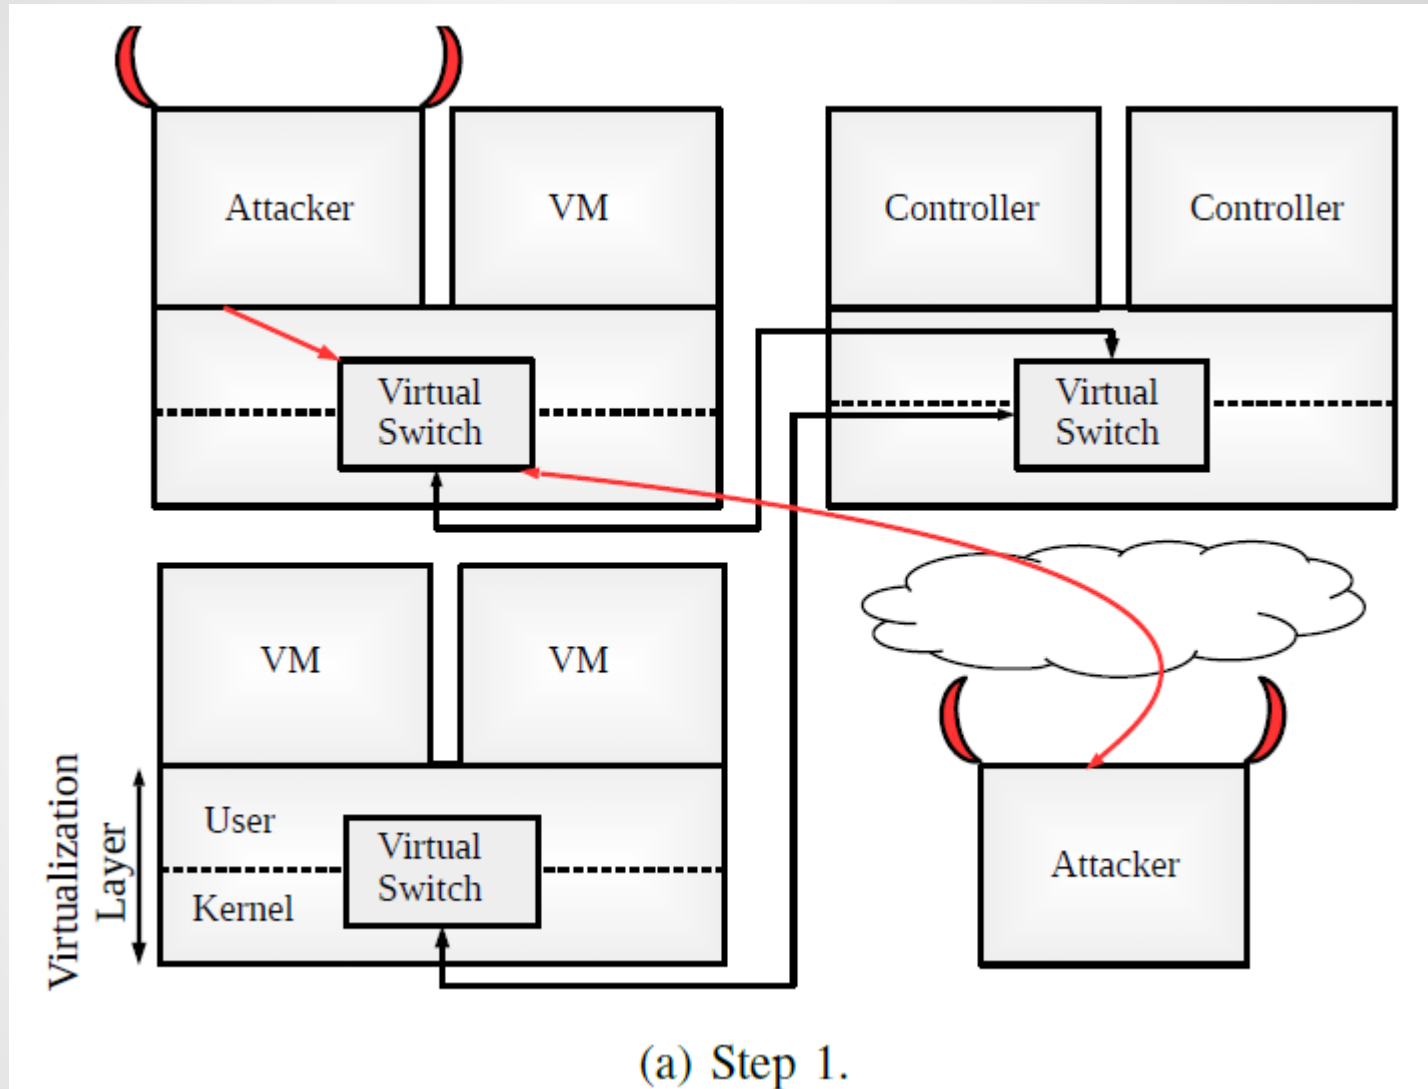 Attacker
VM
Controller
Controller
Virtual
Switch
Virtual
Switch
VM
VM
Virtualization
Layer
User
Kernel
Virtual
Switch
Attacker
(a) Step 1.